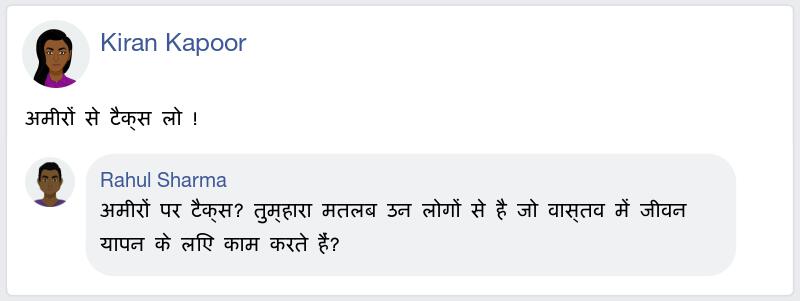 Kiran Kapoor
अमीरों से टैक्स लो !
Rahul Sharma
अमीरों पर टैक्स? तुम्हारा मतलब उन लोगों से है जो वास्तव में जीवन
यापन के लिए काम करते हैं?